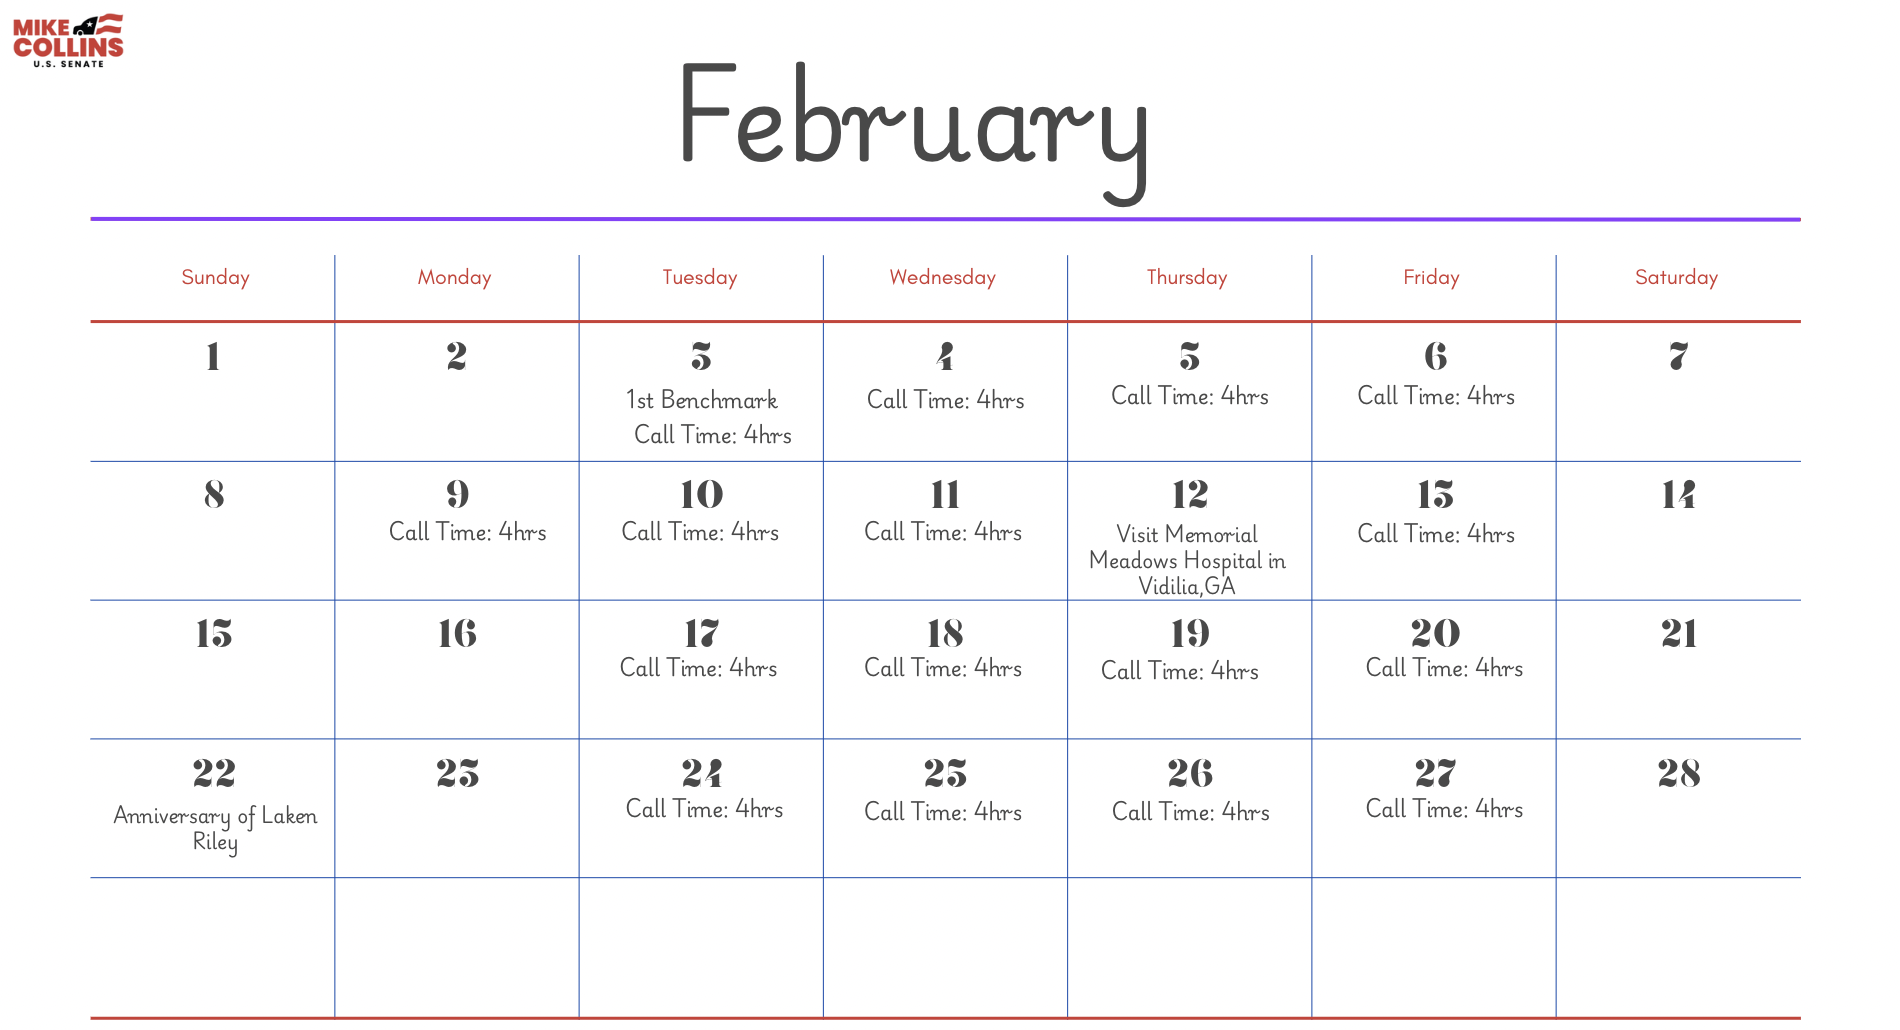 MIKE
COLLINS
U.S. SENATE
February
Sunday Monday Tuesday Wednesday Thursday Friday Saturday
1 2 3 4 5 6 7
1st Benchmark
Call Time: 4hrs Call Time: 4hrs Call Time: 4hrs Call Time: 4hrs
8 9 10 11 12 13 14
Call Time: 4hrs Call Time: 4hrs Call Time: 4hrs Visit Memorial Call Time: 4hrs
Meadows Hospital in
Vidilia,GA
15 16 17 18 19 20 21
Call Time: 4hrs Call Time: 4hrs Call Time: 4hrs Call Time: 4hrs
22 23 24 25 26 27 28
Anniversary of Laken Call Time: 4hrs Call Time: 4hrs Call Time: 4hrs Call Time: 4hrs
Riley